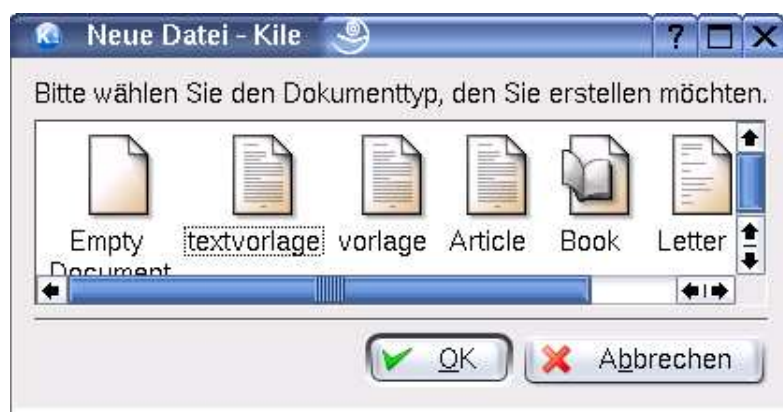 Neue Datei - Kile
Bitte wählen Sie den Dokumenttyp, den Sie erstellen möchten.
Empty textvorlage vorlage Article Book Letter
Document
OK Abbrechen